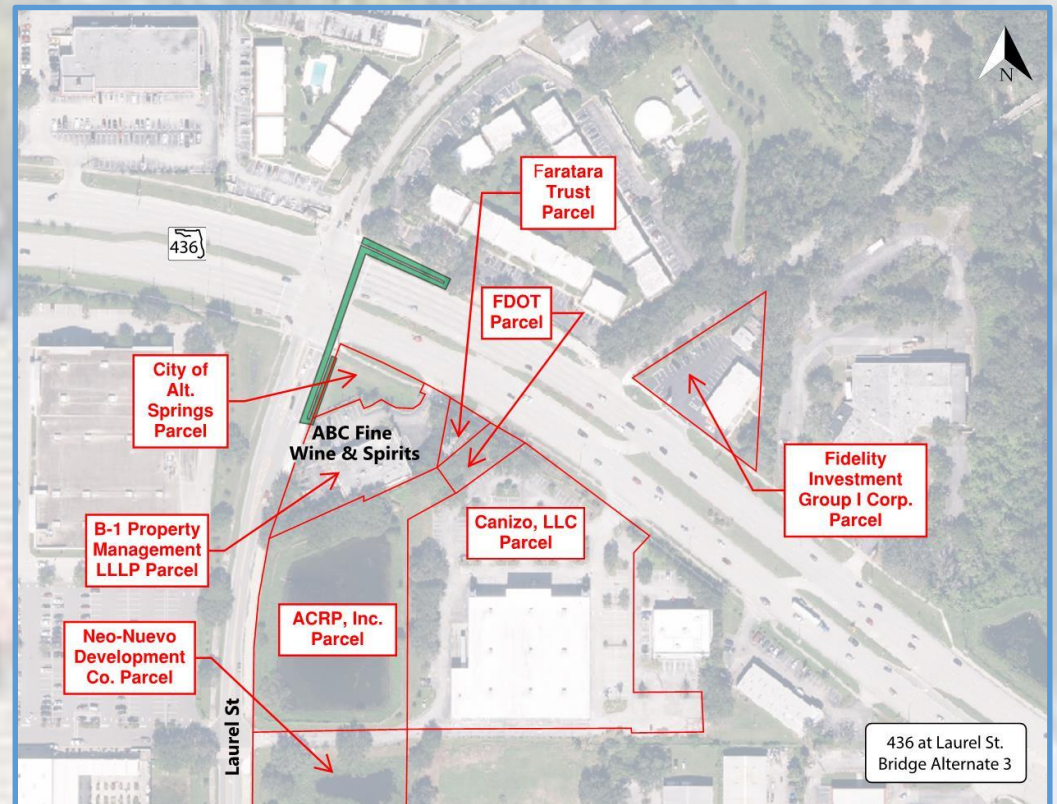 N
436
Faratara
Trust
Parcel
FDOT
Parcel
City of
Alt.
Springs
Parcel
ABC Fine
Wine & Spirits
Fidelity
Investment
Group I Corp.
Parcel
B-1 Property
Management
LLLP Parcel
Canizo, LLC
Parcel
ACRP, Inc.
Parcel
Neo-Nuevo
Development
Co. Parcel
Laurel St
436 at Laurel St.
Bridge Alternate 3